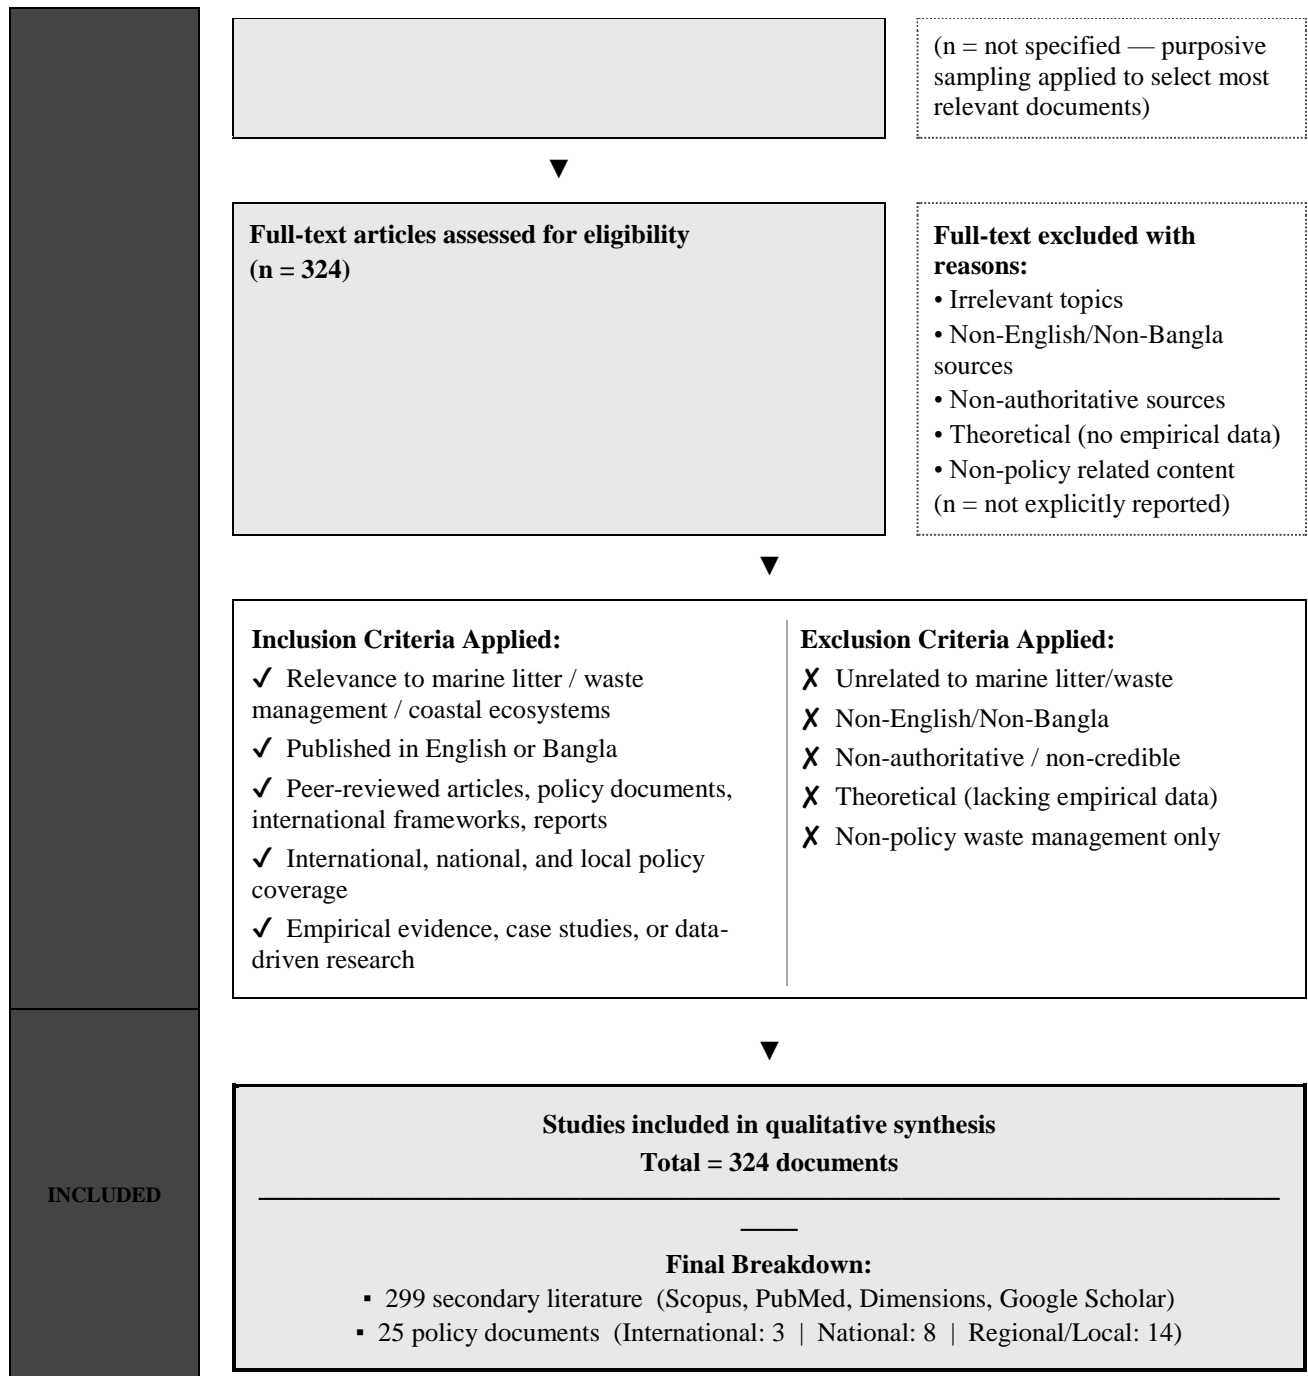 (n = not specified — purposive
sampling applied to select most
relevant documents)
▼
Full-text articles assessed for eligibility
(n = 324)
Full-text excluded with
reasons:
• Irrelevant topics
• Non-English/Non-Bangla
sources
• Non-authoritative sources
• Theoretical (no empirical data)
• Non-policy related content
(n = not explicitly reported)
▼
Inclusion Criteria Applied:
✓ Relevance to marine litter / waste
management / coastal ecosystems
✓ Published in English or Bangla
✓ Peer-reviewed articles, policy documents,
international frameworks, reports
✓ International, national, and local policy
coverage
✓ Empirical evidence, case studies, or data-
driven research
Exclusion Criteria Applied:
✗ Unrelated to marine litter/waste
✗ Non-English/Non-Bangla
✗ Non-authoritative / non-credible
✗ Theoretical (lacking empirical data)
✗ Non-policy waste management only
▼
INCLUDED
Studies included in qualitative synthesis
Total = 324 documents
Final Breakdown:
▪ 299 secondary literature (Scopus, PubMed, Dimensions, Google Scholar)
▪ 25 policy documents (International: 3 | National: 8 | Regional/Local: 14)